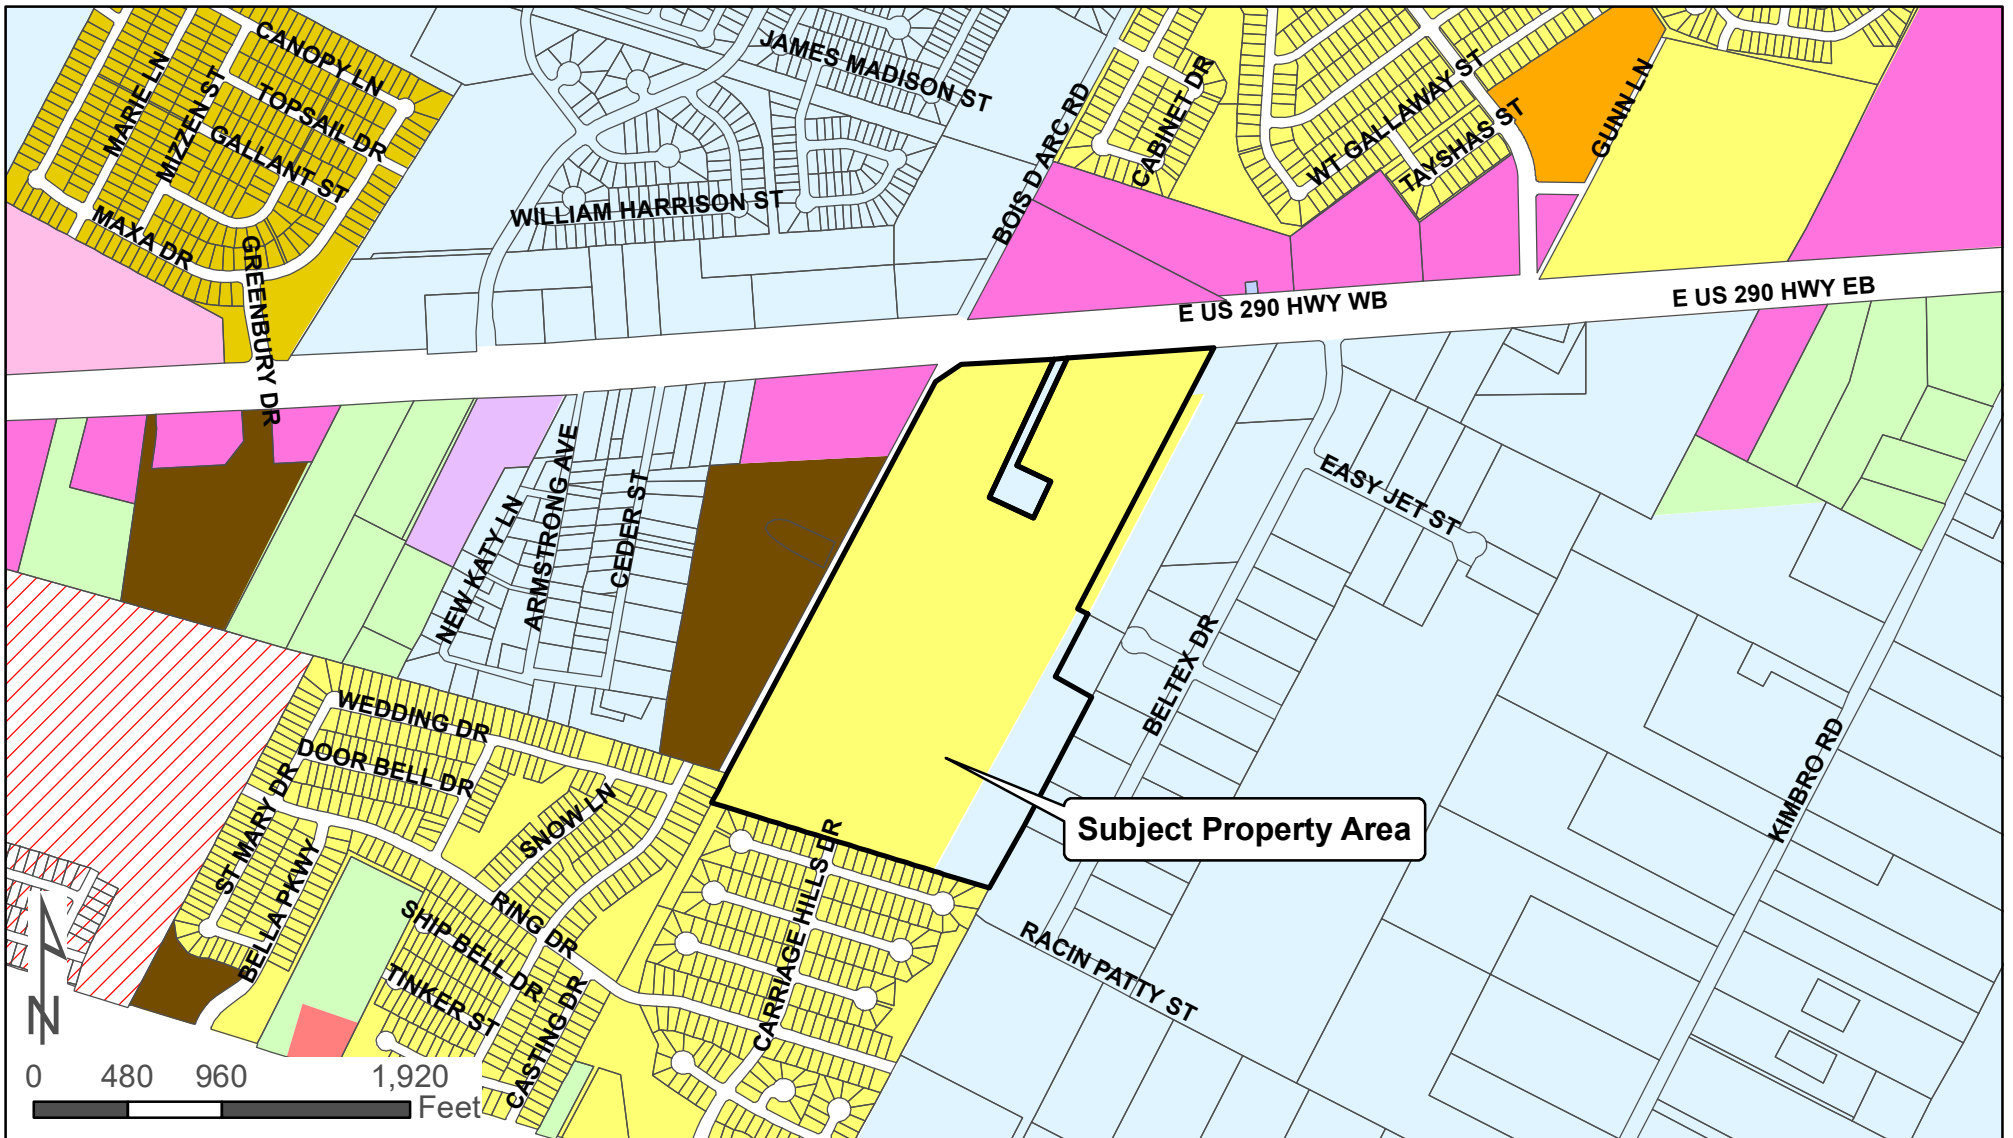 CANOPY LN
MARIE LN
MIZZEN ST
TOPSAIL DR
GALLANT ST
MAXA DR
GREENBURY DR
JAMES MADISON ST
WILLIAM HARRISON ST
BOIS D ARC RD
CABINET DR
WT GALLAWAY ST
TAYSHAS ST
GUNN LN
E US 290 HWY WB
E US 290 HWY EB
NEW KATY LN
ARMSTRONG AVE
CEDER ST
EASY JET ST
BELTEX DR
KIMBRO RD
WEDDING DR
DOOR BELL DR
ST MARY DR
SNOW LN
BELLA PKWY
RING DR
SHIP BELL DR
TINKER ST
CASTING DR
CARRIAGE HILLS DR
RACIN PATTY ST
Subject Property Area
N
0 480 960 1,920
Feet